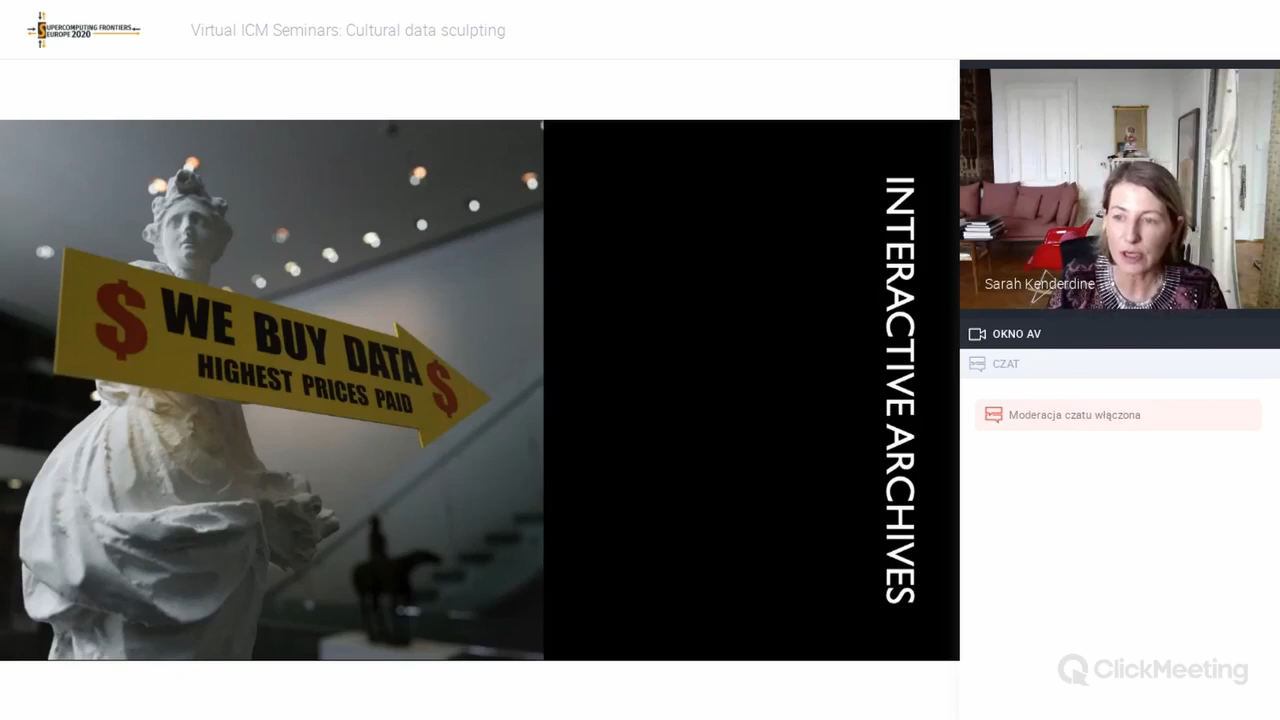 SUPERCOMPUTING FRONTIERS
EUROPE 2020
Virtual ICM Seminars: Cultural data sculpting
$ WE BUY DATA $
HIGHEST PRICES PAID
INTERACTIVE ARCHIVES
Sarah Kenderdine
OKNO AV
CZAT
Moderacja czatu włączona
ClickMeeting